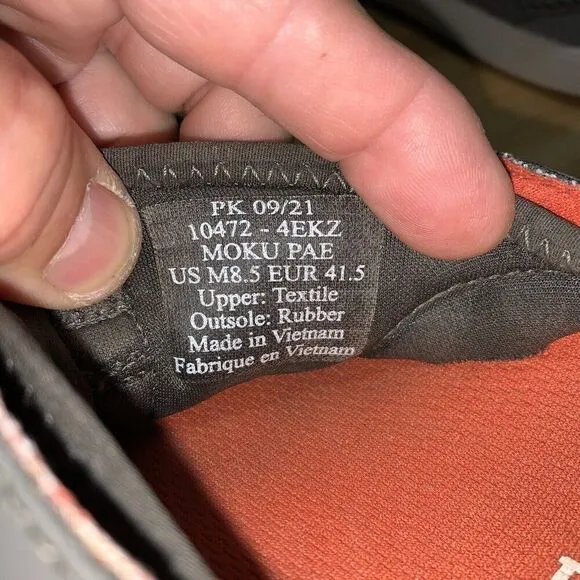 PK 09/21
10472 - 4EKZ
MOKU PAE
US M8.5 EUR 41.5
Upper: Textile
Outsole: Rubber
Made in Vietnam
Fabrique en Vietnam